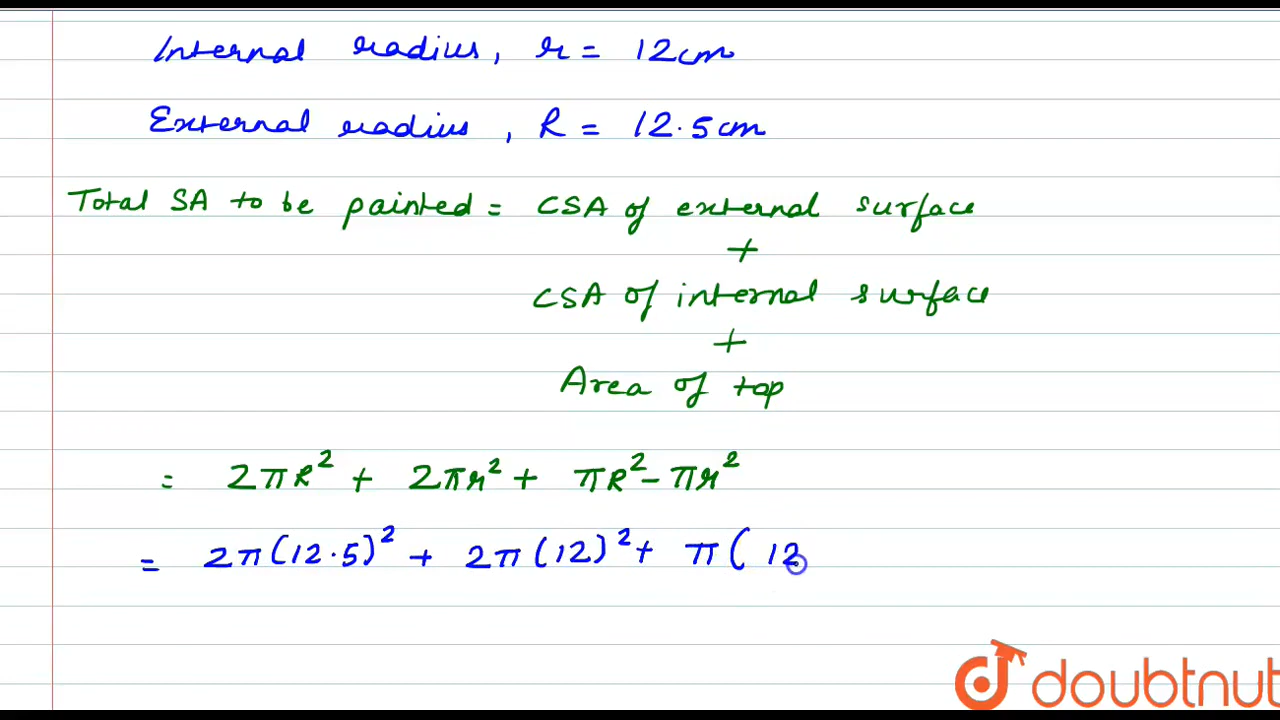 Internal radius, r = 12cm
External radius, R = 12.5cm
Total SA to be painted = CSA of external surface
+
CSA of internal surface
+
Area of top
= 2πR² + 2πr² + πR² - πr²
= 2π(12.5)² + 2π(12)² + π(12
doubtnut